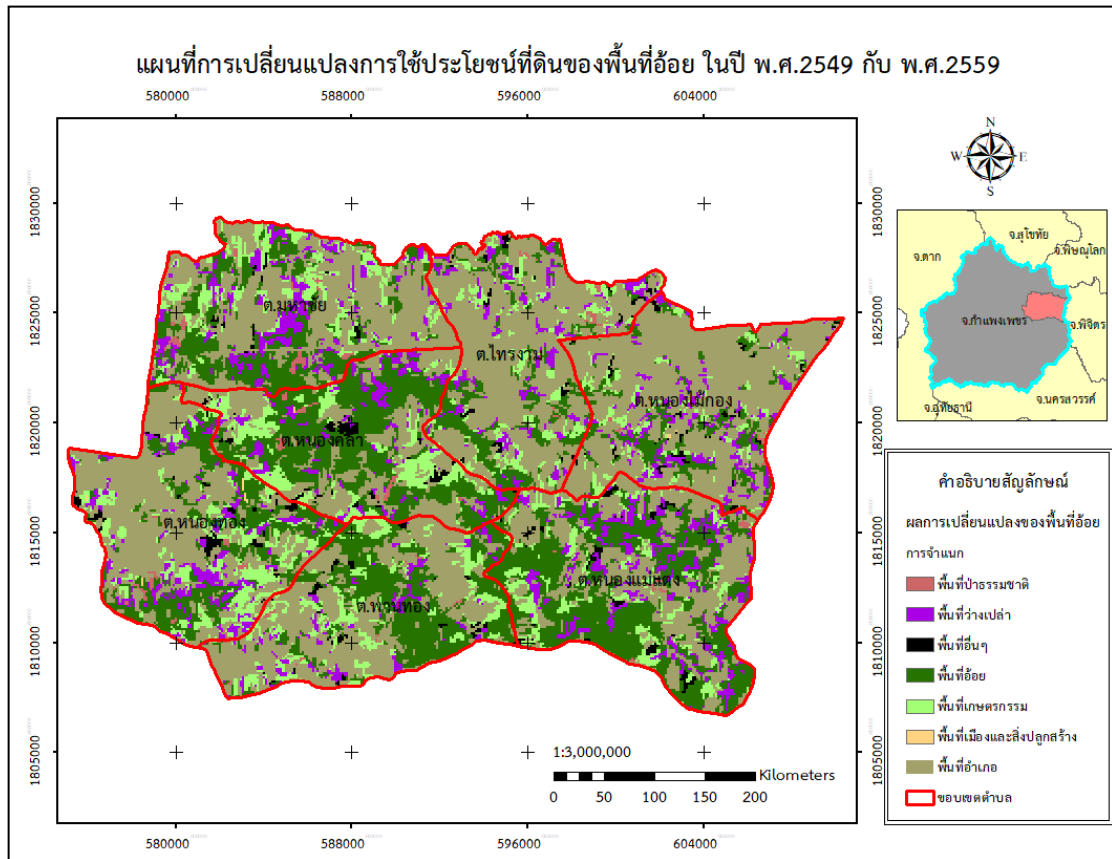 แผนที่การเปลี่ยนแปลงการใช้ประโยชน์ที่ดินของพื้นที่อ้อย ในปี พ.ศ.2549 กับ พ.ศ.2559
580000 588000 596000 604000
N
W E
S
1830000 1830000
จ.สุโขทัย
จ.ตาก จ.พิษณุโลก
จ.กำแพงเพชร จ.พิจิตร
จ.อุทัยธานี จ.นครสวรรค์
ต.มหาชัย
1825000 1825000
ต.ไทรงาม
ต.หนองไม้กอง
1820000 1820000
ต.หนองคล้า
ต.หนองทอง
1815000 1815000
ต.หนองแม่แตง
ต.พานทอง
1810000 1810000
1805000 1805000
คำอธิบายสัญลักษณ์
ผลการเปลี่ยนแปลงของพื้นที่อ้อย
การจำแนก
พื้นที่ป่าธรรมชาติ
พื้นที่ว่างเปล่า
พื้นที่อื่นๆ
พื้นที่อ้อย
พื้นที่เกษตรกรรม
พื้นที่เมืองและสิ่งปลูกสร้าง
พื้นที่อำเภอ
ขอบเขตตำบล
1:3,000,000
Kilometers
0 25 50 100 150 200
580000 588000 596000 604000